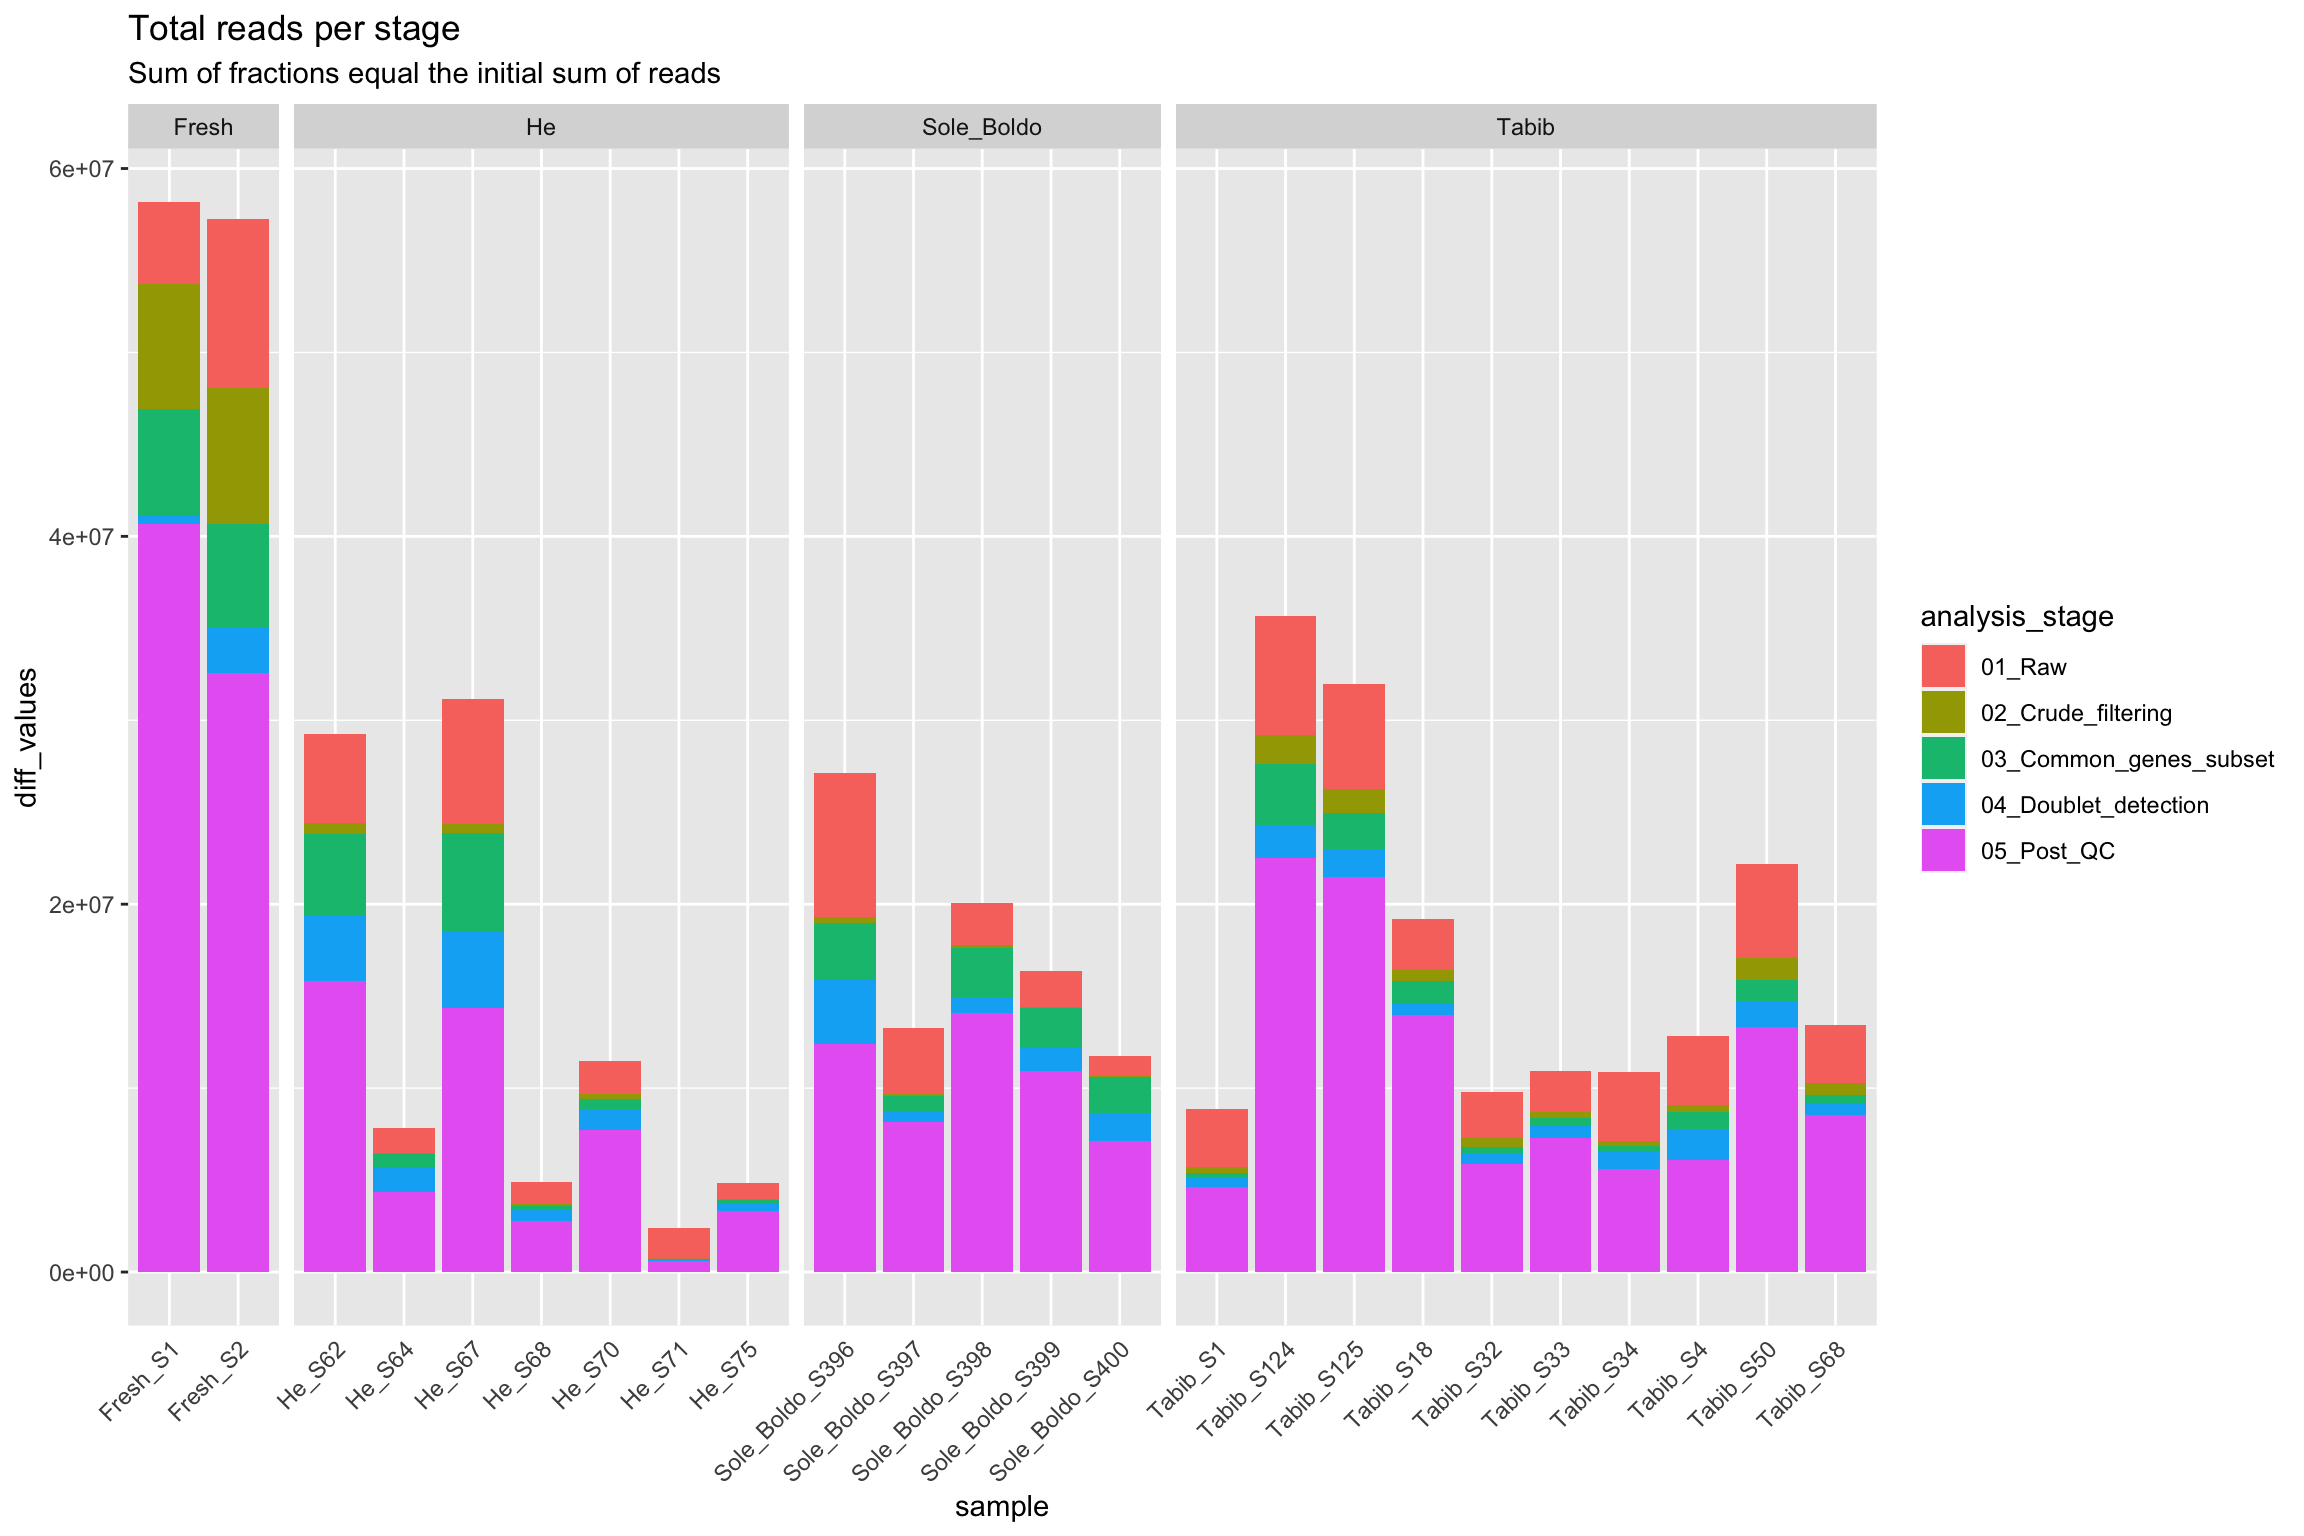 Total reads per stage
Sum of fractions equal the initial sum of reads
Fresh
He
Sole_Boldo
Tabib
6e+07
4e+07
2e+07
0e+00
diff_values
Fresh_S1
Fresh_S2
He_S62
He_S64
He_S67
He_S68
He_S70
He_S71
He_S75
Sole_Boldo_S396
Sole_Boldo_S397
Sole_Boldo_S398
Sole_Boldo_S399
Sole_Boldo_S400
Tabib_S1
Tabib_S124
Tabib_S125
Tabib_S18
Tabib_S32
Tabib_S33
Tabib_S34
Tabib_S4
Tabib_S50
Tabib_S68
sample
analysis_stage
01_Raw
02_Crude_filtering
03_Common_genes_subset
04_Doublet_detection
05_Post_QC